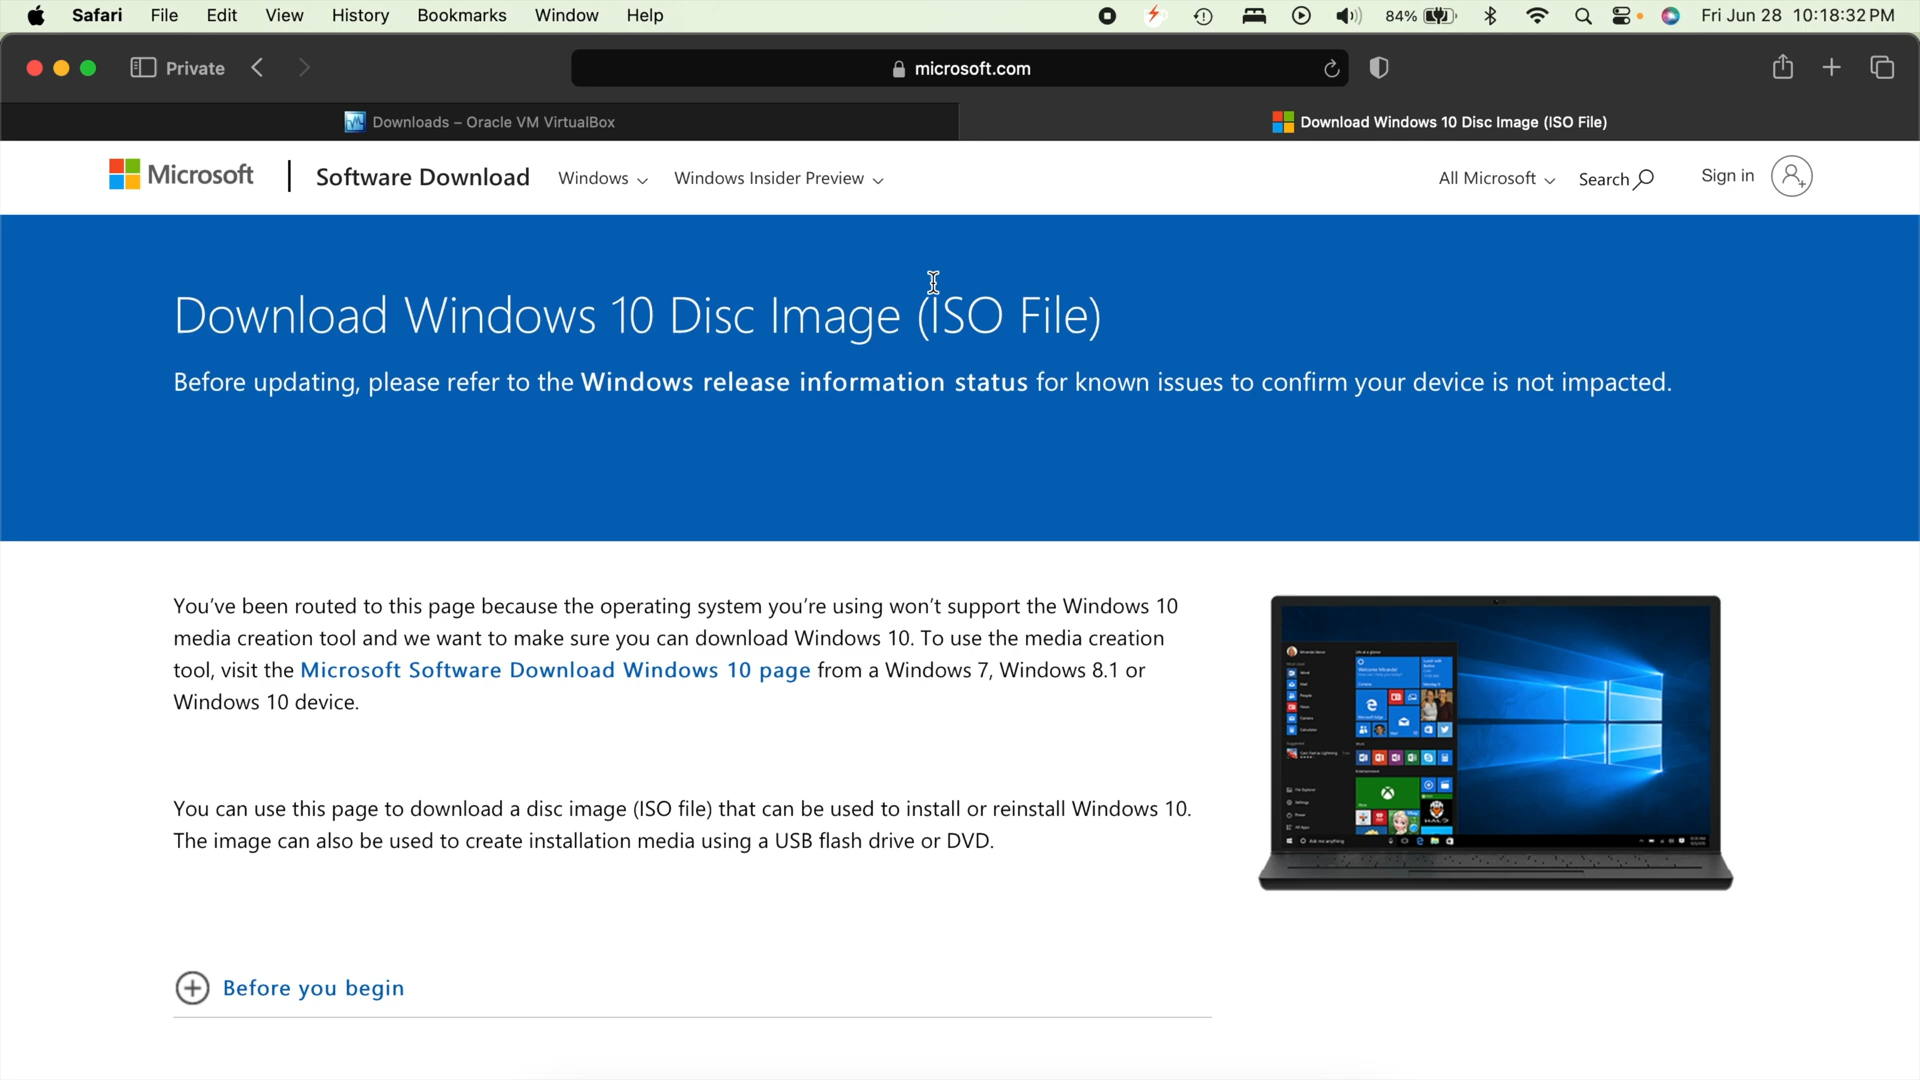 Safari File Edit View History Bookmarks Window Help 84% Fri Jun 28 10:18:32 PM
Private microsoft.com
Downloads – Oracle VM VirtualBox Download Windows 10 Disc Image (ISO File)
Microsoft Software Download Windows Windows Insider Preview All Microsoft Search Sign in
Download Windows 10 Disc Image (ISO File)
Before updating, please refer to the Windows release information status for known issues to confirm your device is not impacted.
You've been routed to this page because the operating system you're using won't support the Windows 10
media creation tool and we want to make sure you can download Windows 10. To use the media creation
tool, visit the Microsoft Software Download Windows 10 page from a Windows 7, Windows 8.1 or
Windows 10 device.
You can use this page to download a disc image (ISO file) that can be used to install or reinstall Windows 10.
The image can also be used to create installation media using a USB flash drive or DVD.
Before you begin